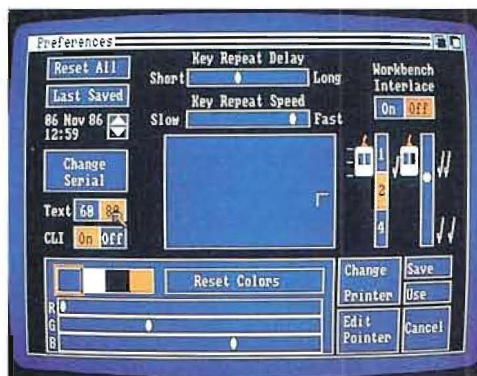 Preferences
Reset All
Last Saved
86 Nov 86
12:59
Change
Serial
Text 60 80
CLI On Off
Key Repeat Delay
Short Long
Key Repeat Speed
Slow Fast
Workbench
Interlace
On Off
1
2
4
Reset Colors
R
G
B
Change
Printer
Edit
Pointer
Save
Use
Cancel